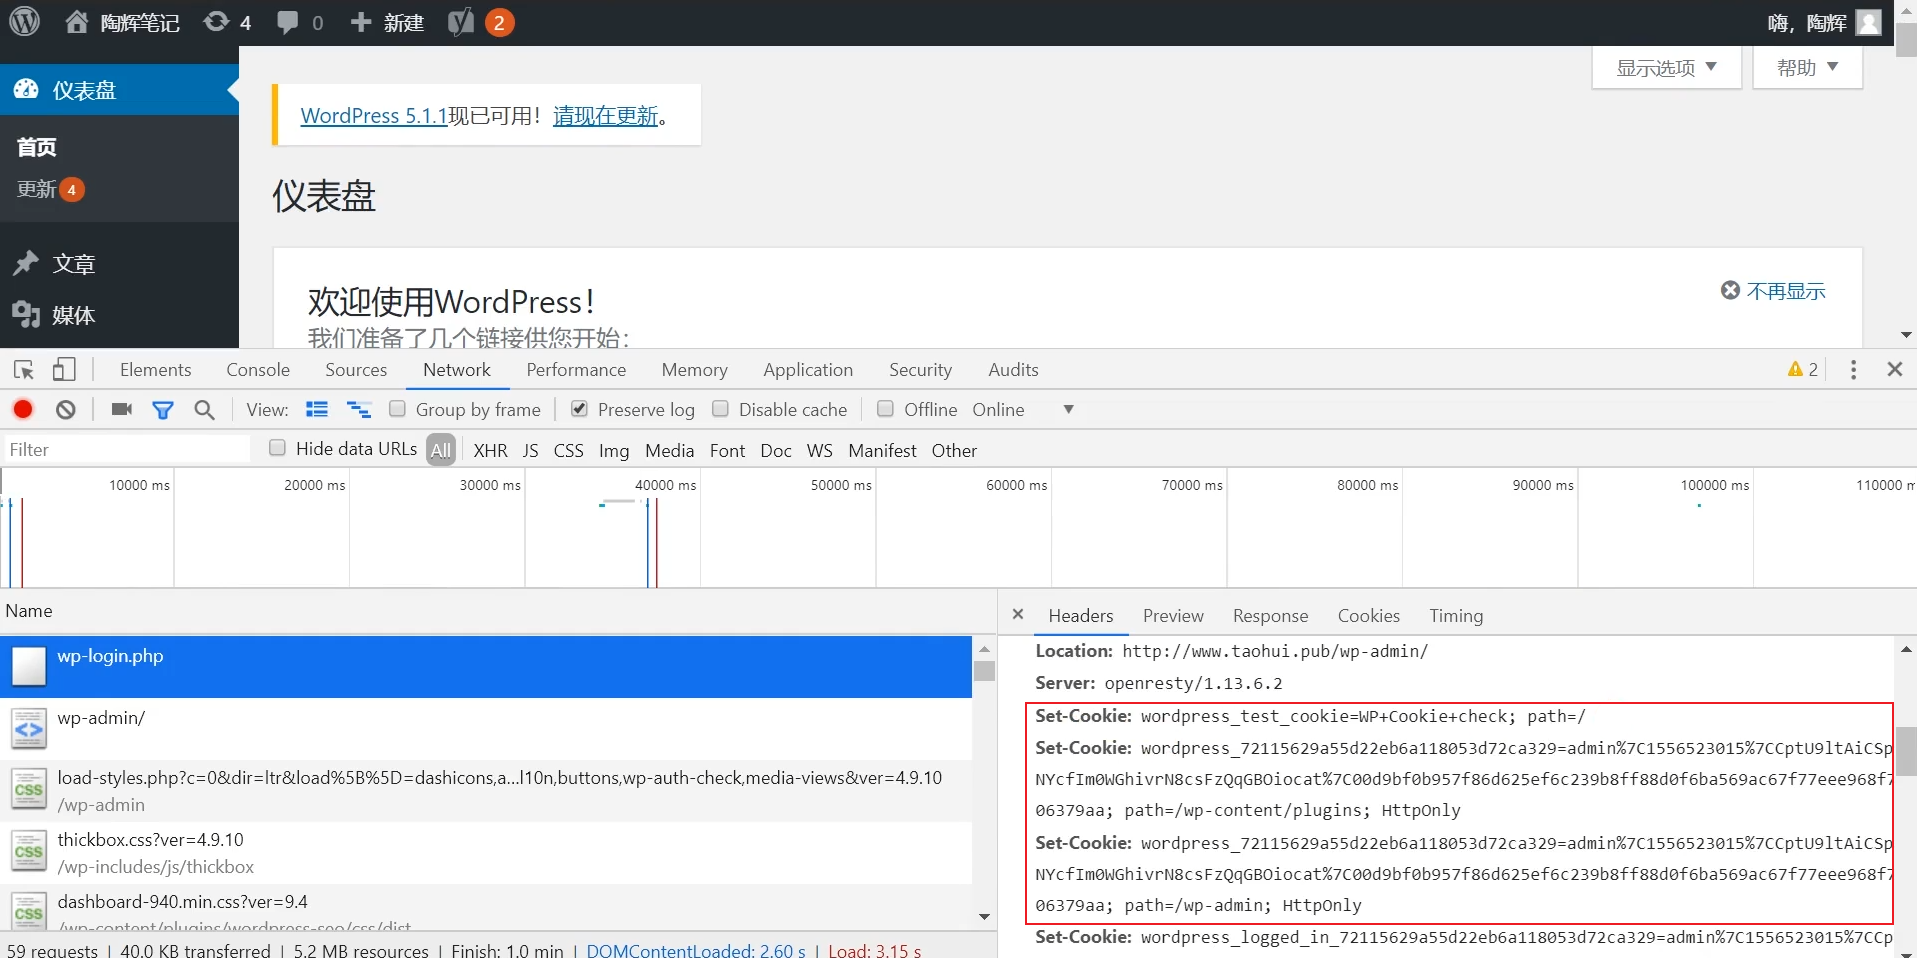 陶辉笔记 4 0 新建 2 嗨，陶辉
仪表盘
显示选项 帮助
WordPress 5.1.1现已可用！请现在更新。
首页
更新 4
仪表盘
文章
媒体
欢迎使用WordPress！
不再显示
我们准备了几个链接供您开始：
Elements Console Sources Network Performance Memory Application Security Audits 2
View: Group by frame Preserve log Disable cache Offline Online
Filter Hide data URLs All XHR JS CSS Img Media Font Doc WS Manifest Other
10000 ms 20000 ms 30000 ms 40000 ms 50000 ms 60000 ms 70000 ms 80000 ms 90000 ms 100000 ms 110000 m
Name
wp-login.php
wp-admin/
load-styles.php?c=0&dir=ltr&load%5B%5D=dashicons,a...l10n,buttons,wp-auth-check,media-views&ver=4.9.10
/wp-admin
thickbox.css?ver=4.9.10
/wp-includes/js/thickbox
dashboard-940.min.css?ver=9.4
/wp-content/plugins/wordpress-seo/css/dist
59 requests | 40.0 KB transferred | 5.2 MB resources | Finish: 1.0 min | DOMContentLoaded: 2.60 s | Load: 3.15 s
Headers Preview Response Cookies Timing
Location: http://www.taohui.pub/wp-admin/
Server: openresty/1.13.6.2
Set-Cookie: wordpress_test_cookie=WP+Cookie+check; path=/
Set-Cookie: wordpress_72115629a55d22eb6a118053d72ca329=admin%7C1556523015%7CCptU9ltAiCSp
NYcfIm0WGhivrN8csFzQqGBOiocat%7C00d9bf0b957f86d625ef6c239b8ff88d0f6ba569ac67f77eee968f7
06379aa; path=/wp-content/plugins; HttpOnly
Set-Cookie: wordpress_72115629a55d22eb6a118053d72ca329=admin%7C1556523015%7CCptU9ltAiCSp
NYcfIm0WGhivrN8csFzQqGBOiocat%7C00d9bf0b957f86d625ef6c239b8ff88d0f6ba569ac67f77eee968f7
06379aa; path=/wp-admin; HttpOnly
Set-Cookie: wordpress_logged_in_72115629a55d22eb6a118053d72ca329=admin%7C1556523015%7CCp